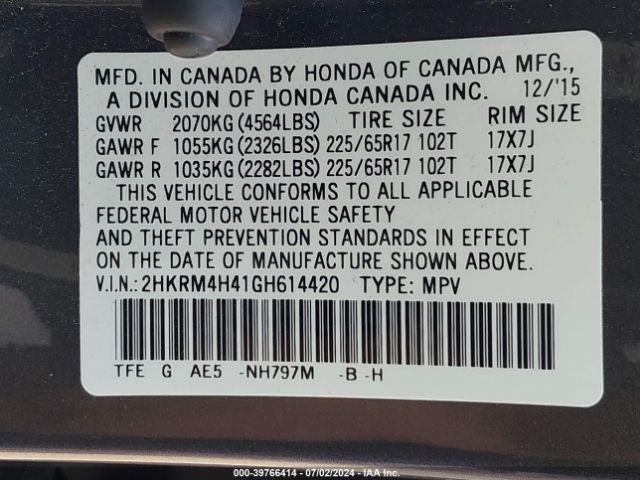 MFD. IN CANADA BY HONDA OF CANADA MFG.,
A DIVISION OF HONDA CANADA INC. 12/'15
GVWR 2070KG(4564LBS) TIRE SIZE RIM SIZE
GAWR F 1055KG(2326LBS) 225/65R17 102T 17X7J
GAWR R 1035KG(2282LBS) 225/65R17 102T 17X7J
THIS VEHICLE CONFORMS TO ALL APPLICABLE
FEDERAL MOTOR VEHICLE SAFETY
AND THEFT PREVENTION STANDARDS IN EFFECT
ON THE DATE OF MANUFACTURE SHOWN ABOVE.
V.I.N.: 2HKRM4H41GH614420 TYPE: MPV
TFE G AE5 -NH797M -B -H
000-39766414 - 07/02/2024 - IAA Inc.